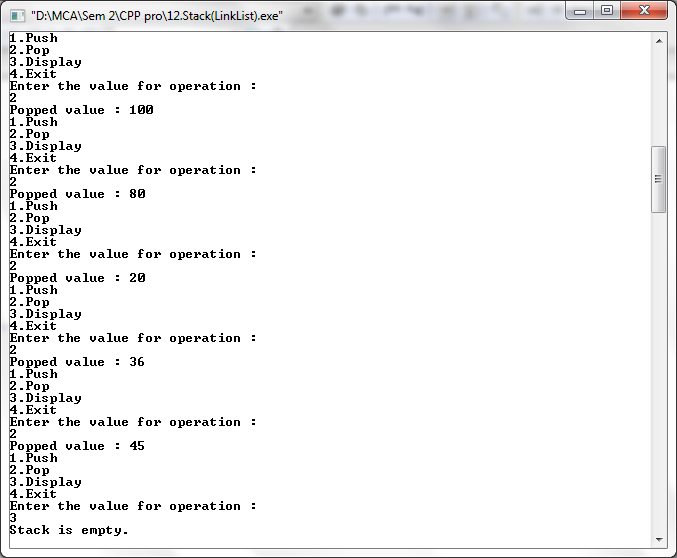 "D:\MCA\Sem 2\CPP pro\12.Stack(LinkList).exe"
1.Push
2.Pop
3.Display
4.Exit
Enter the value for operation :
2
Popped value : 100
1.Push
2.Pop
3.Display
4.Exit
Enter the value for operation :
2
Popped value : 80
1.Push
2.Pop
3.Display
4.Exit
Enter the value for operation :
2
Popped value : 20
1.Push
2.Pop
3.Display
4.Exit
Enter the value for operation :
2
Popped value : 36
1.Push
2.Pop
3.Display
4.Exit
Enter the value for operation :
2
Popped value : 45
1.Push
2.Pop
3.Display
4.Exit
Enter the value for operation :
3
Stack is empty.